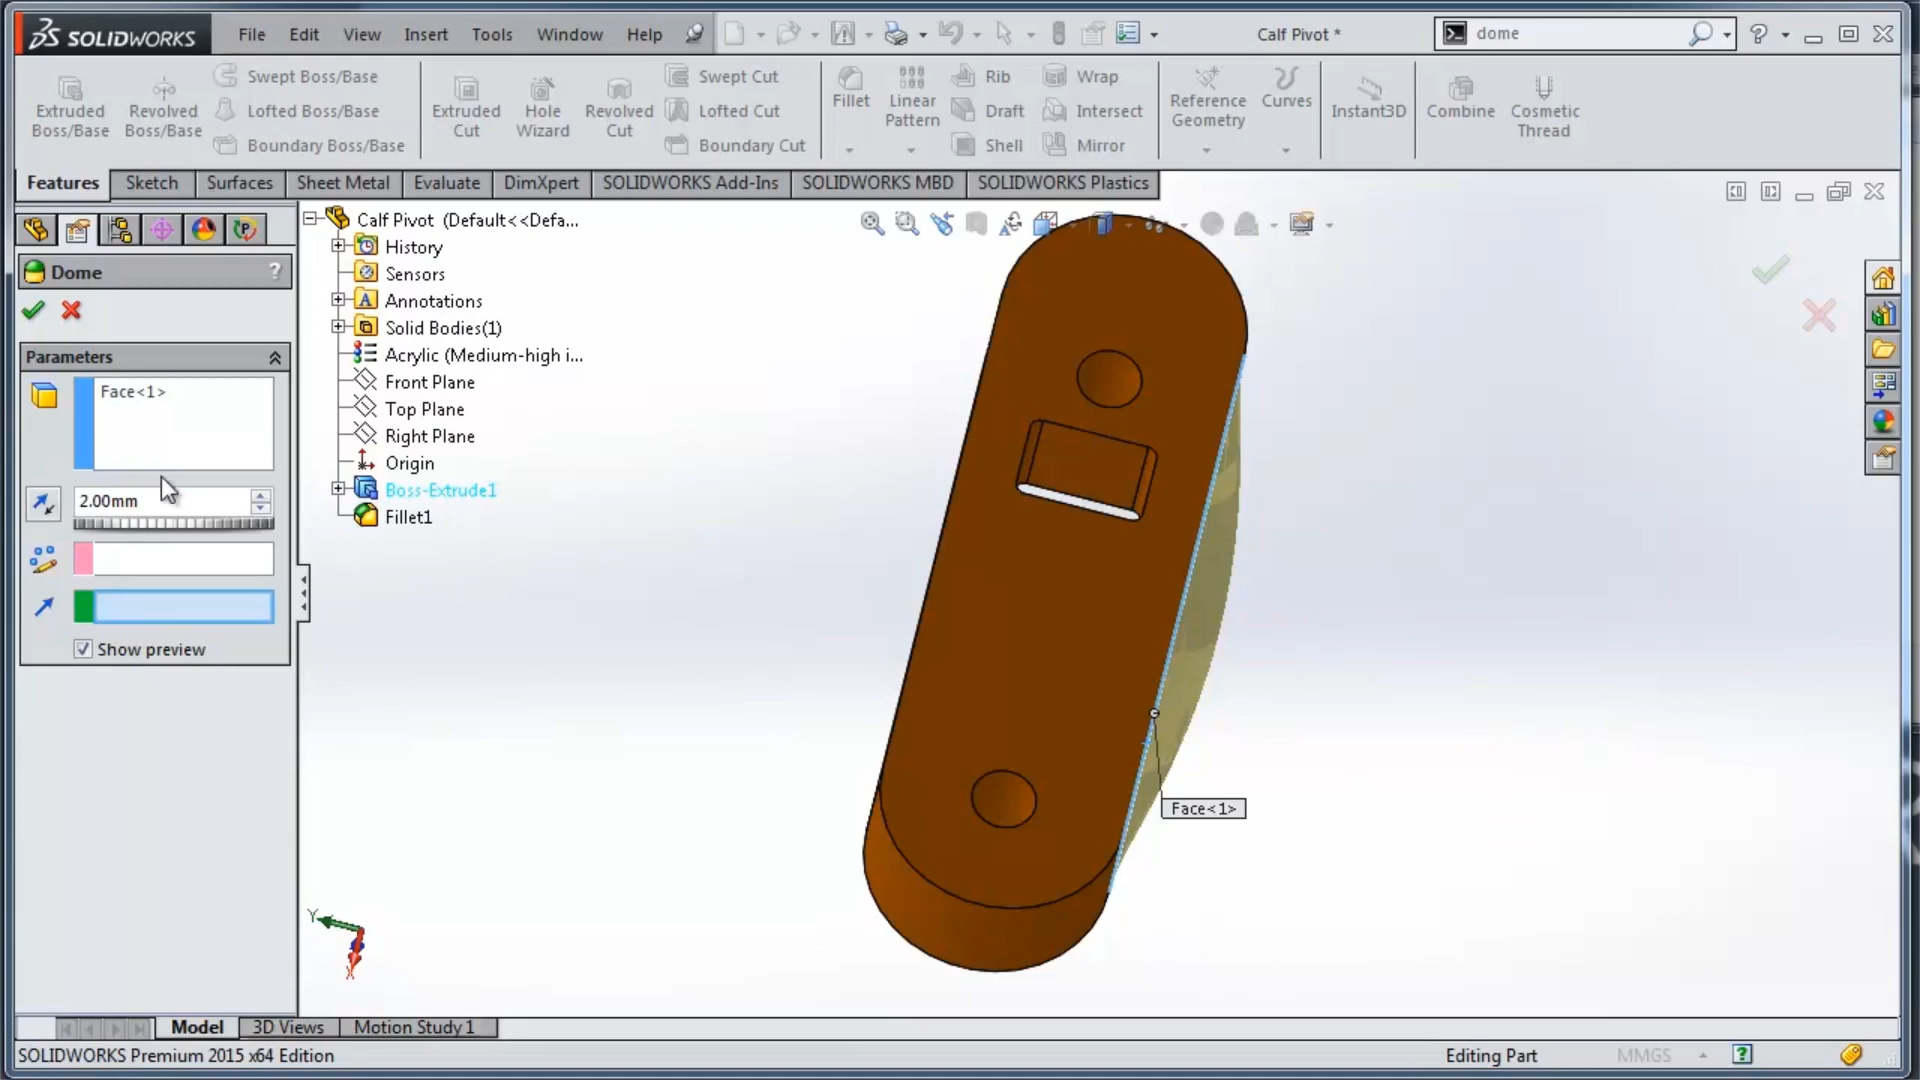 SOLIDWORKS File Edit View Insert Tools Window Help Calf Pivot * dome
Extruded Boss/Base
Revolved Boss/Base
Swept Boss/Base
Lofted Boss/Base
Boundary Boss/Base
Extruded Cut
Hole Wizard
Revolved Cut
Swept Cut
Lofted Cut
Boundary Cut
Fillet
Linear Pattern
Rib
Draft
Shell
Wrap
Intersect
Mirror
Reference Geometry
Curves
Instant3D
Combine
Cosmetic Thread
Features Sketch Surfaces Sheet Metal Evaluate DimXpert SOLIDWORKS Add-Ins SOLIDWORKS MBD SOLIDWORKS Plastics
Dome ?
Parameters
Face<1>
2.00mm
Show preview
Calf Pivot (Default<<Defa...
History
Sensors
Annotations
Solid Bodies(1)
Acrylic (Medium-high i...
Front Plane
Top Plane
Right Plane
Origin
Boss-Extrude1
Fillet1
Face<1>
Y
X
Model 3D Views Motion Study 1
SOLIDWORKS Premium 2015 x64 Edition Editing Part MMGS